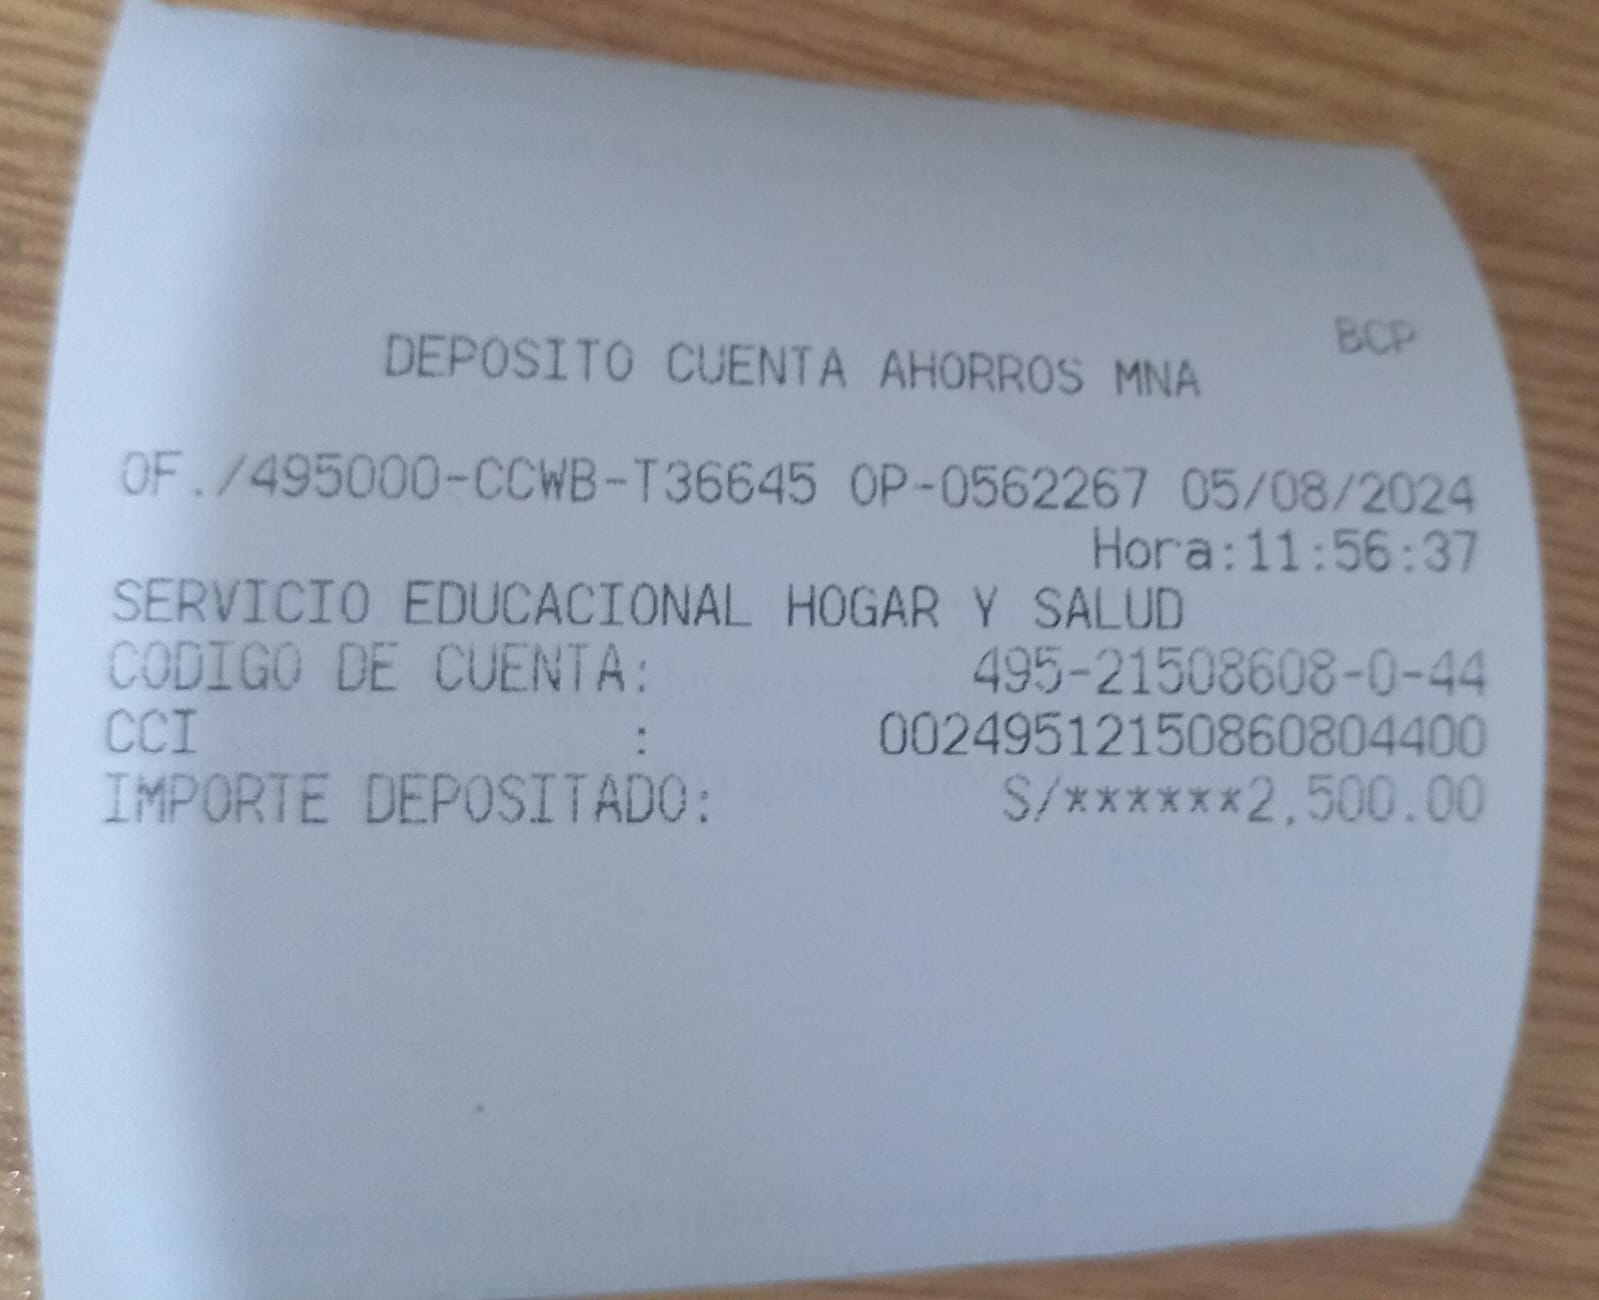 BCP
DEPOSITO CUENTA AHORROS MNA
OF./495000-CCWB-T36645 OP-0562267 05/08/2024
Hora:11:56:37
SERVICIO EDUCACIONAL HOGAR Y SALUD
CODIGO DE CUENTA: 495-21508608-0-44
CCI : 00249512150860804400
IMPORTE DEPOSITADO: S/******2,500.00